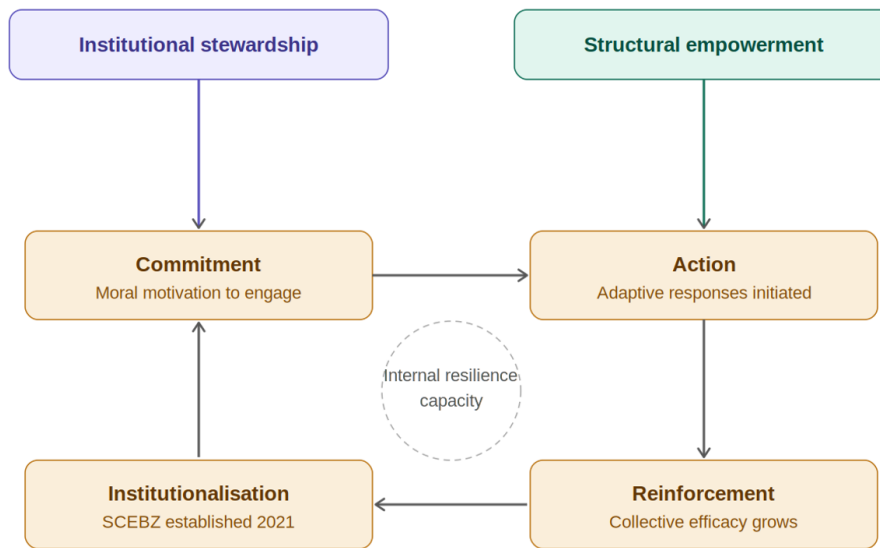 Institutional stewardship
Structural empowerment
Commitment
Moral motivation to engage
Action
Adaptive responses initiated
Internal resilience
capacity
Institutionalisation
SCEBZ established 2021
Reinforcement
Collective efficacy grows